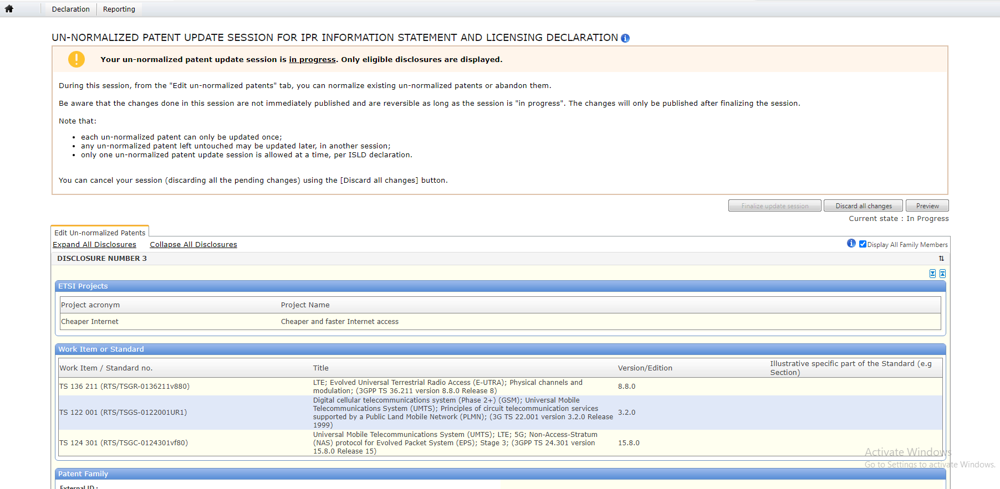 Declaration
Reporting
UN-NORMALIZED PATENT UPDATE SESSION FOR IPR INFORMATION STATEMENT AND LICENSING DECLARATION
Your un-normalized patent update session is in progress. Only eligible disclosures are displayed.
During this session, from the "Edit un-normalized patents" tab, you can normalize existing un-normalized patents or abandon them.
Be aware that the changes done in this session are not immediately published and are reversible as long as the session is "in progress". The changes will only be published after finalizing the session.
Note that:
• each un-normalized patent can only be updated once;
• any un-normalized patent left untouched may be updated later, in another session;
• only one un-normalized patent update session is allowed at a time, per ISLD declaration.
You can cancel your session (discarding all the pending changes) using the [Discard all changes] button.
Finalize update session
Discard all changes
Preview
Current state : In Progress
Edit Un-normalized Patents
Expand All Disclosures
Collapse All Disclosures
Display All Family Members
DISCLOSURE NUMBER 3
ETSI Projects
Project acronym
Project Name
Cheaper Internet
Cheaper and faster Internet access
Work Item or Standard
Work Item / Standard no.
Title
Version/Edition
Illustrative specific part of the Standard (e.g
Section)
TS 136 211 (RTS/TSGR-0136211v880)
LTE; Evolved Universal Terrestrial Radio Access (E-UTRA); Physical channels and
modulation; (3GPP TS 36.211 version 8.8.0 Release 8)
8.8.0
TS 122 001 (RTS/TSGS-0122001UR1)
Digital cellular telecommunications system (Phase 2+) (GSM); Universal Mobile
Telecommunications System (UMTS); Principles of circuit telecommunication services
supported by a Public Land Mobile Network (PLMN); (3G TS 22.001 version 3.2.0 Release
1999)
3.2.0
TS 124 301 (RTS/TSGC-0124301vf80)
Universal Mobile Telecommunications System (UMTS); LTE; 5G; Non-Access-Stratum
(NAS) protocol for Evolved Packet System (EPS); Stage 3; (3GPP TS 24.301 version
15.8.0 Release 15)
15.8.0
Activate Windows
Go to Settings to activate Windows.
Patent Family
External ID :